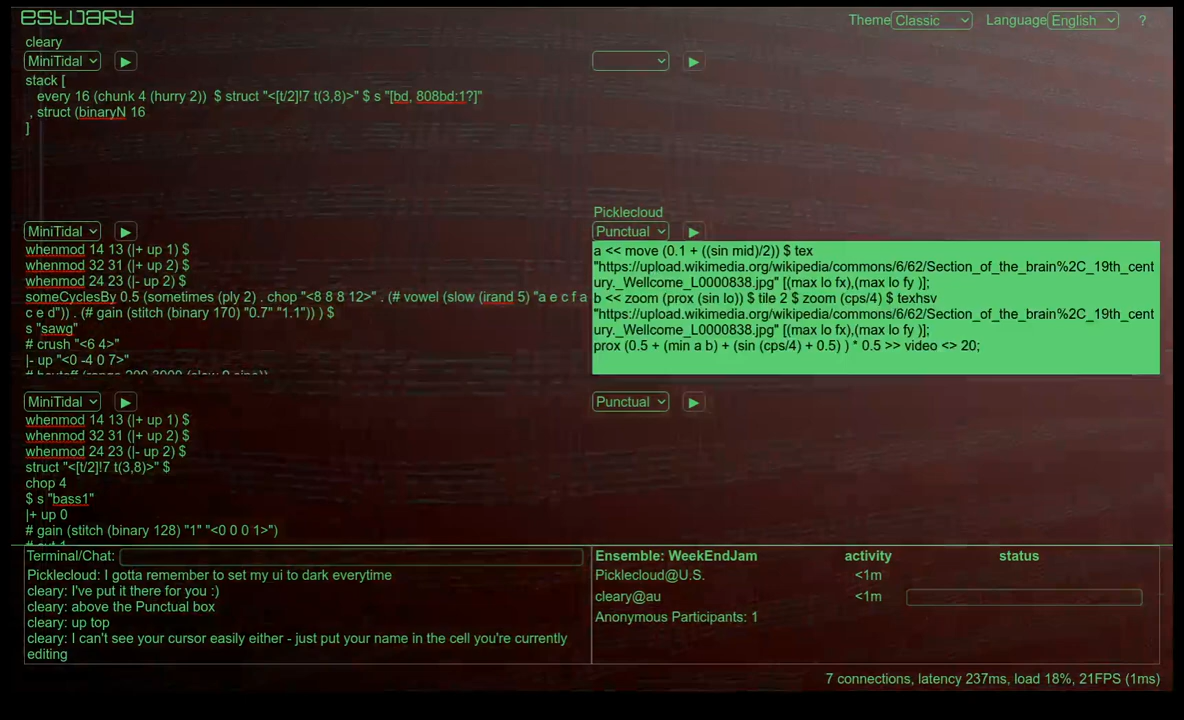 estuary
Theme Classic Language English ?
cleary
MiniTidal
stack [
every 16 (chunk 4 (hurry 2)) $ struct "<[t/2]!7 t(3,8)>" $ s "[bd, 808bd:1?]"
, struct (binaryN 16
]
MiniTidal
whenmod 14 13 (|+ up 1) $
whenmod 32 31 (|+ up 2) $
whenmod 24 23 (|- up 2) $
someCyclesBy 0.5 (sometimes (ply 2) . chop "<8 8 8 12>" . (# vowel (slow (irand 5) "a e c f a
c e d")) . (# gain (stitch (binary 170) "0.7" "1.1")) ) $
s "sawg"
# crush "<6 4>"
|- up "<0 -4 0 7>"
Picklecloud
Punctual
a << move (0.1 + ((sin mid)/2)) $ tex
"https://upload.wikimedia.org/wikipedia/commons/6/62/Section_of_the_brain%2C_19th_cent
ury._Wellcome_L0000838.jpg" [(max lo fx),(max lo fy)];
b << zoom (prox (sin lo)) $ tile 2 $ zoom (cps/4) $ texhsv
"https://upload.wikimedia.org/wikipedia/commons/6/62/Section_of_the_brain%2C_19th_cent
ury._Wellcome_L0000838.jpg" [(max lo fx),(max lo fy )];
prox (0.5 + (min a b) + (sin (cps/4) + 0.5) ) * 0.5 >> video <> 20;
MiniTidal
whenmod 14 13 (|+ up 1) $
whenmod 32 31 (|+ up 2) $
whenmod 24 23 (|- up 2) $
struct "<[t/2]!7 t(3,8)>" $
chop 4
$ s "bass1"
|+ up 0
# gain (stitch (binary 128) "1" "<0 0 0 1>")
Punctual
Terminal/Chat:
Picklecloud: I gotta remember to set my ui to dark everytime
cleary: I've put it there for you :)
cleary: above the Punctual box
cleary: up top
cleary: I can't see your cursor easily either - just put your name in the cell you're currently
editing
Ensemble: WeekEndJam activity status
Picklecloud@U.S. <1m
cleary@au <1m
Anonymous Participants: 1
7 connections, latency 237ms, load 18%, 21FPS (1ms)